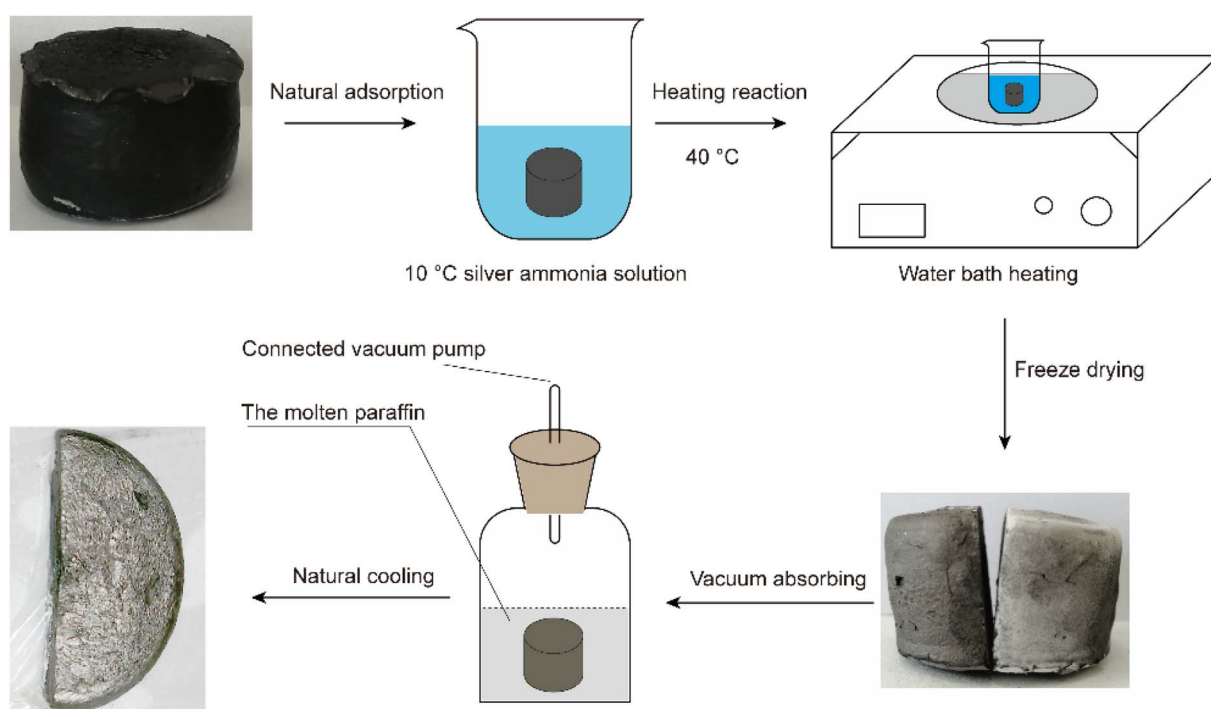 Natural adsorption
Heating reaction
40 °C
10 °C silver ammonia solution
Water bath heating
Freeze drying
Connected vacuum pump
The molten paraffin
Vacuum absorbing
Natural cooling